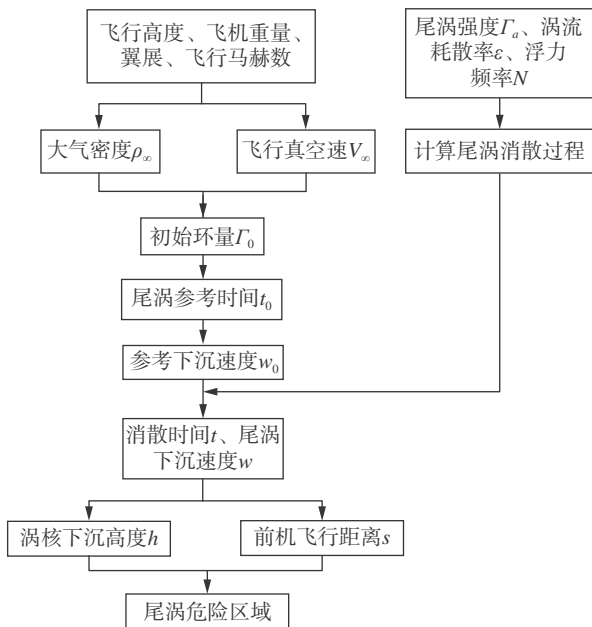 飞行高度、飞机重量、
翼展、飞行马赫数
尾涡强度Γₐ、涡流
耗散率ε、浮力
频率N
大气密度ρ∞
飞行真空速V∞
计算尾涡消散过程
初始环量Γ₀
尾涡参考时间t₀
参考下沉速度w₀
消散时间t、尾涡
下沉速度w
涡核下沉高度h
前机飞行距离s
尾涡危险区域